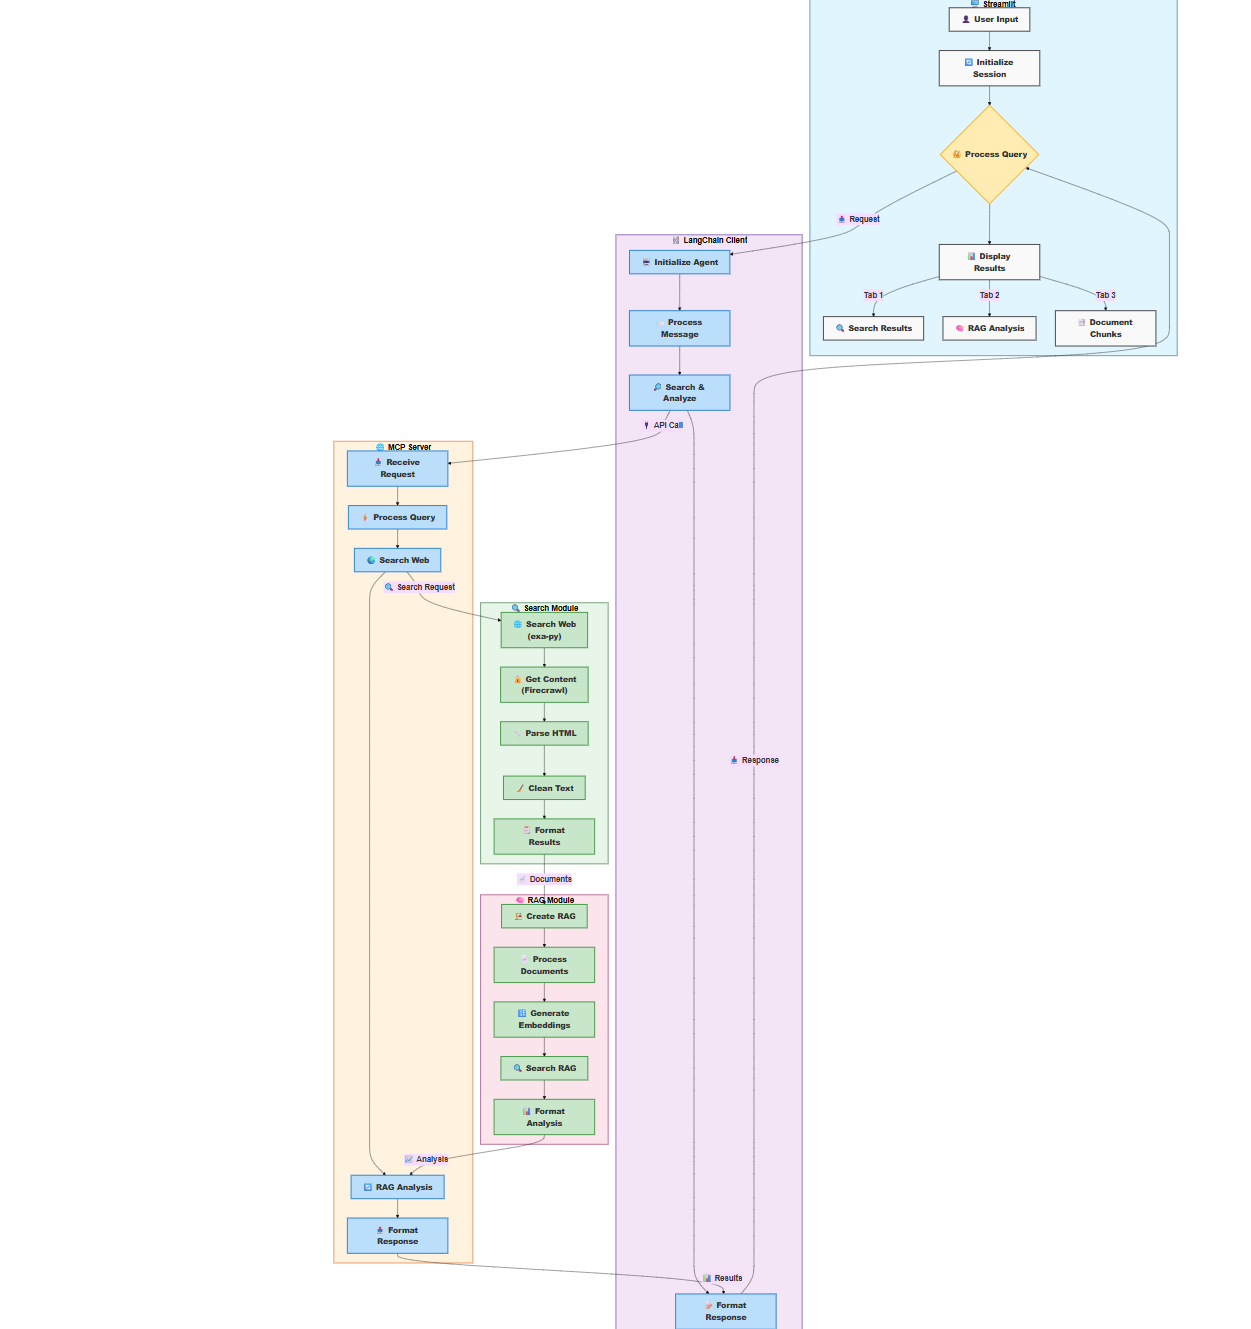 Streamlit
User Input
Initialize
Session
Process Query
Request
Display
Results
Tab 1
Tab 2
Tab 3
Search Results
RAG Analysis
Document
Chunks
LangChain Client
Initialize Agent
Process
Message
Search &
Analyze
API Call
MCP Server
Receive
Request
Process Query
Search Web
Search Request
Search Module
Search Web
(exa-py)
Get Content
(Firecrawl)
Parse HTML
Clean Text
Format
Results
Response
Documents
RAG Module
Create RAG
Process
Documents
Generate
Embeddings
Search RAG
Format
Analysis
Analysis
RAG Analysis
Format
Response
Results
Format
Response